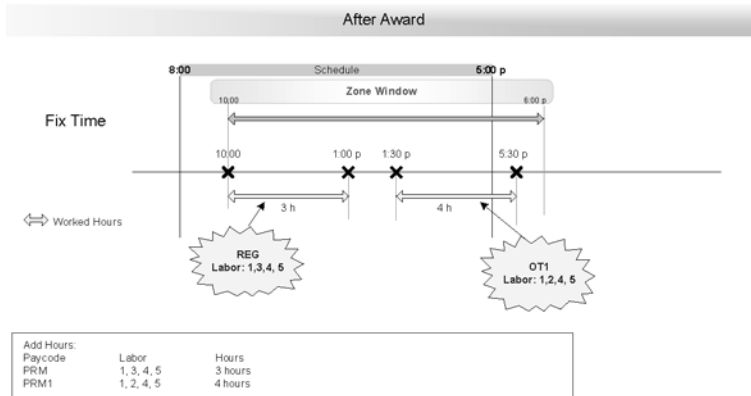 After Award
8:00 Schedule 5:00 p
Zone Window
10:00 6:00 p
Fix Time
10:00 1:00 p 1:30 p 5:30 p
3 h 4 h
Worked Hours
REG
Labor: 1,3,4, 5
OT1
Labor: 1,2,4, 5
Add Hours:
Paycode Labor Hours
PRM 1, 3, 4, 5 3 hours
PRM1 1, 2, 4, 5 4 hours